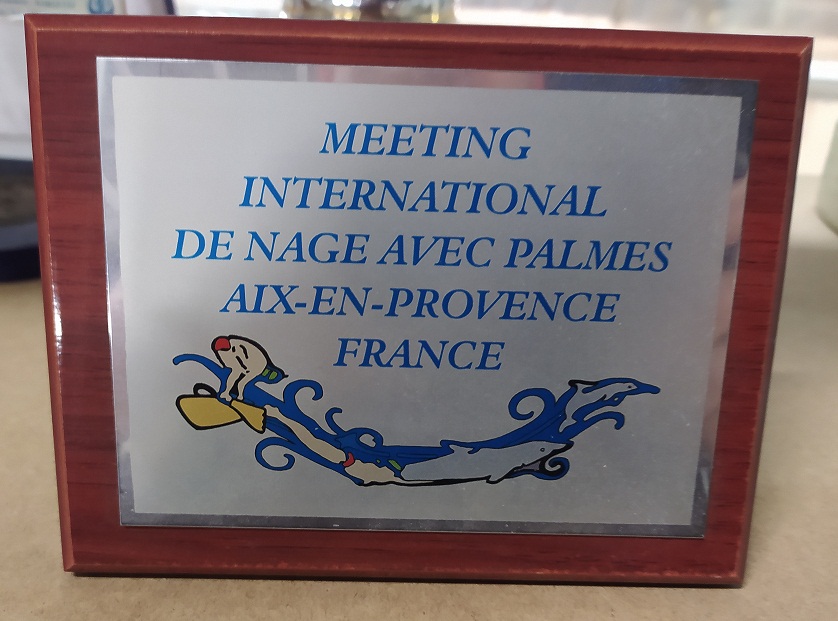 MEETING
INTERNATIONAL
DE NAGE AVEC PALMES
AIX-EN-PROVENCE
FRANCE